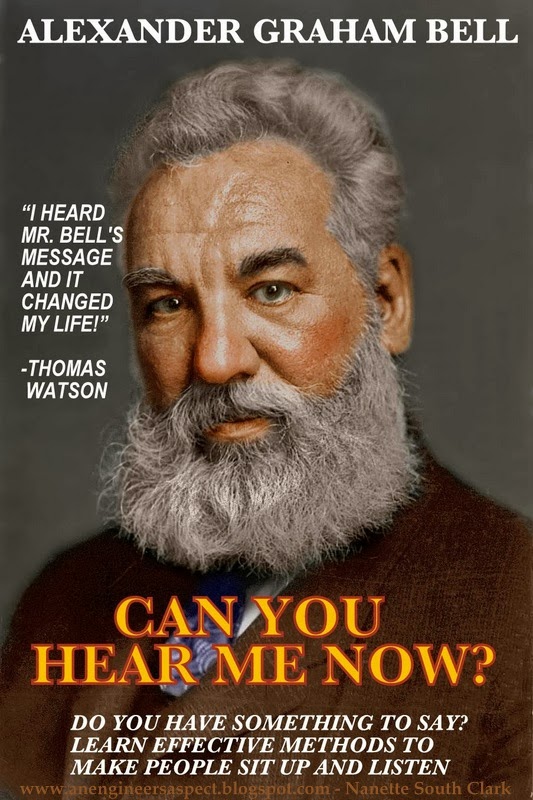 ALEXANDER GRAHAM BELL
“I HEARD
MR. BELL'S
MESSAGE
AND IT
CHANGED
MY LIFE!”
-THOMAS
WATSON
CAN YOU
HEAR ME NOW?
DO YOU HAVE SOMETHING TO SAY?
LEARN EFFECTIVE METHODS TO
MAKE PEOPLE SIT UP AND LISTEN
www.anengineersaspect.blogspot.com - Nanette South Clark